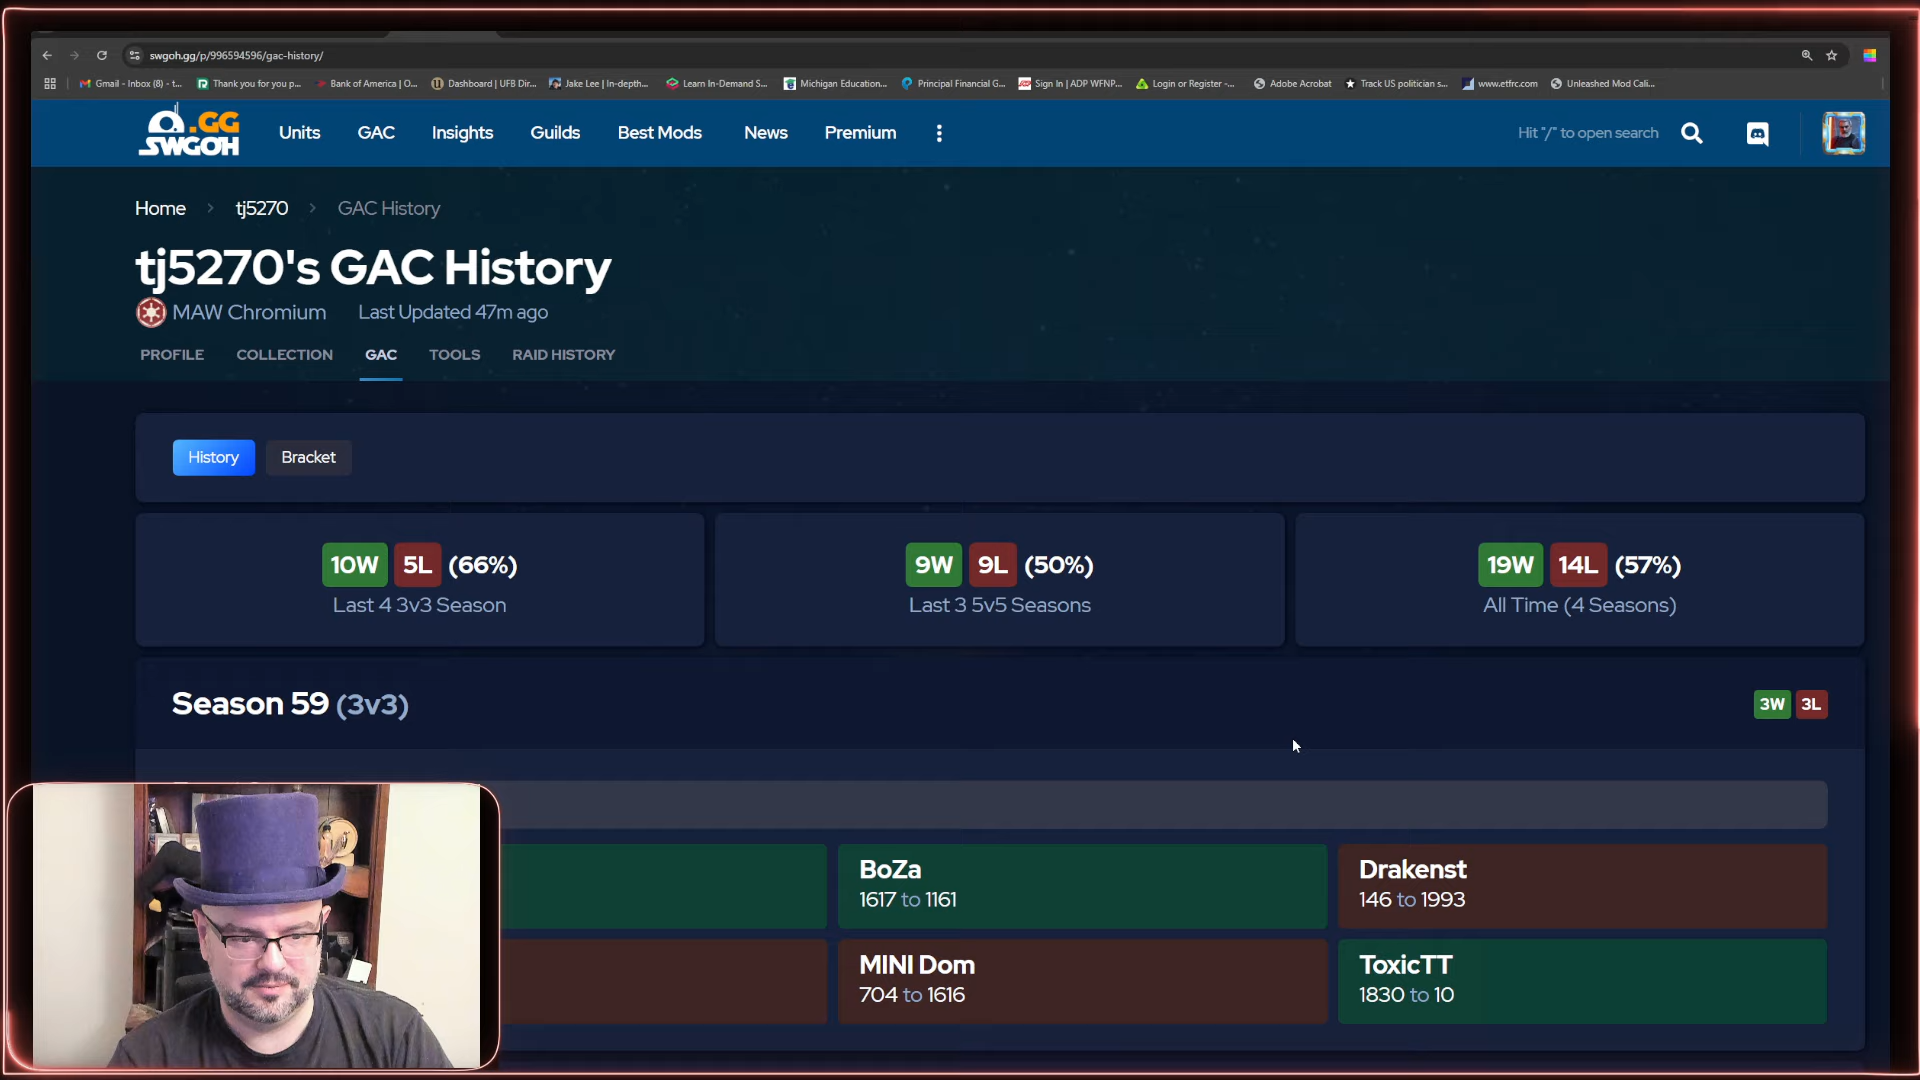 swgoh.gg/p/996594596/gac-history/
Gmail - Inbox (8) - t...
Thank you for you p...
Bank of America | O...
Dashboard | UFB Dir...
Jake Lee | In-depth...
Learn In-Demand S...
Michigan Education...
Principal Financial G...
Sign In | ADP WFNP...
Login or Register -...
Adobe Acrobat
Track US politician s...
www.etfrc.com
Unleashed Mod Cali...
.GG
SWGOH
Units
GAC
Insights
Guilds
Best Mods
News
Premium
Hit "/" to open search
Home > tj5270 > GAC History
tj5270's GAC History
MAW Chromium Last Updated 47m ago
PROFILE
COLLECTION
GAC
TOOLS
RAID HISTORY
History
Bracket
10W 5L (66%)
Last 4 3v3 Season
9W 9L (50%)
Last 3 5v5 Seasons
19W 14L (57%)
All Time (4 Seasons)
Season 59 (3v3)
3W 3L
BoZa
1617 to 1161
Drakenst
146 to 1993
MINI Dom
704 to 1616
ToxicTT
1830 to 10